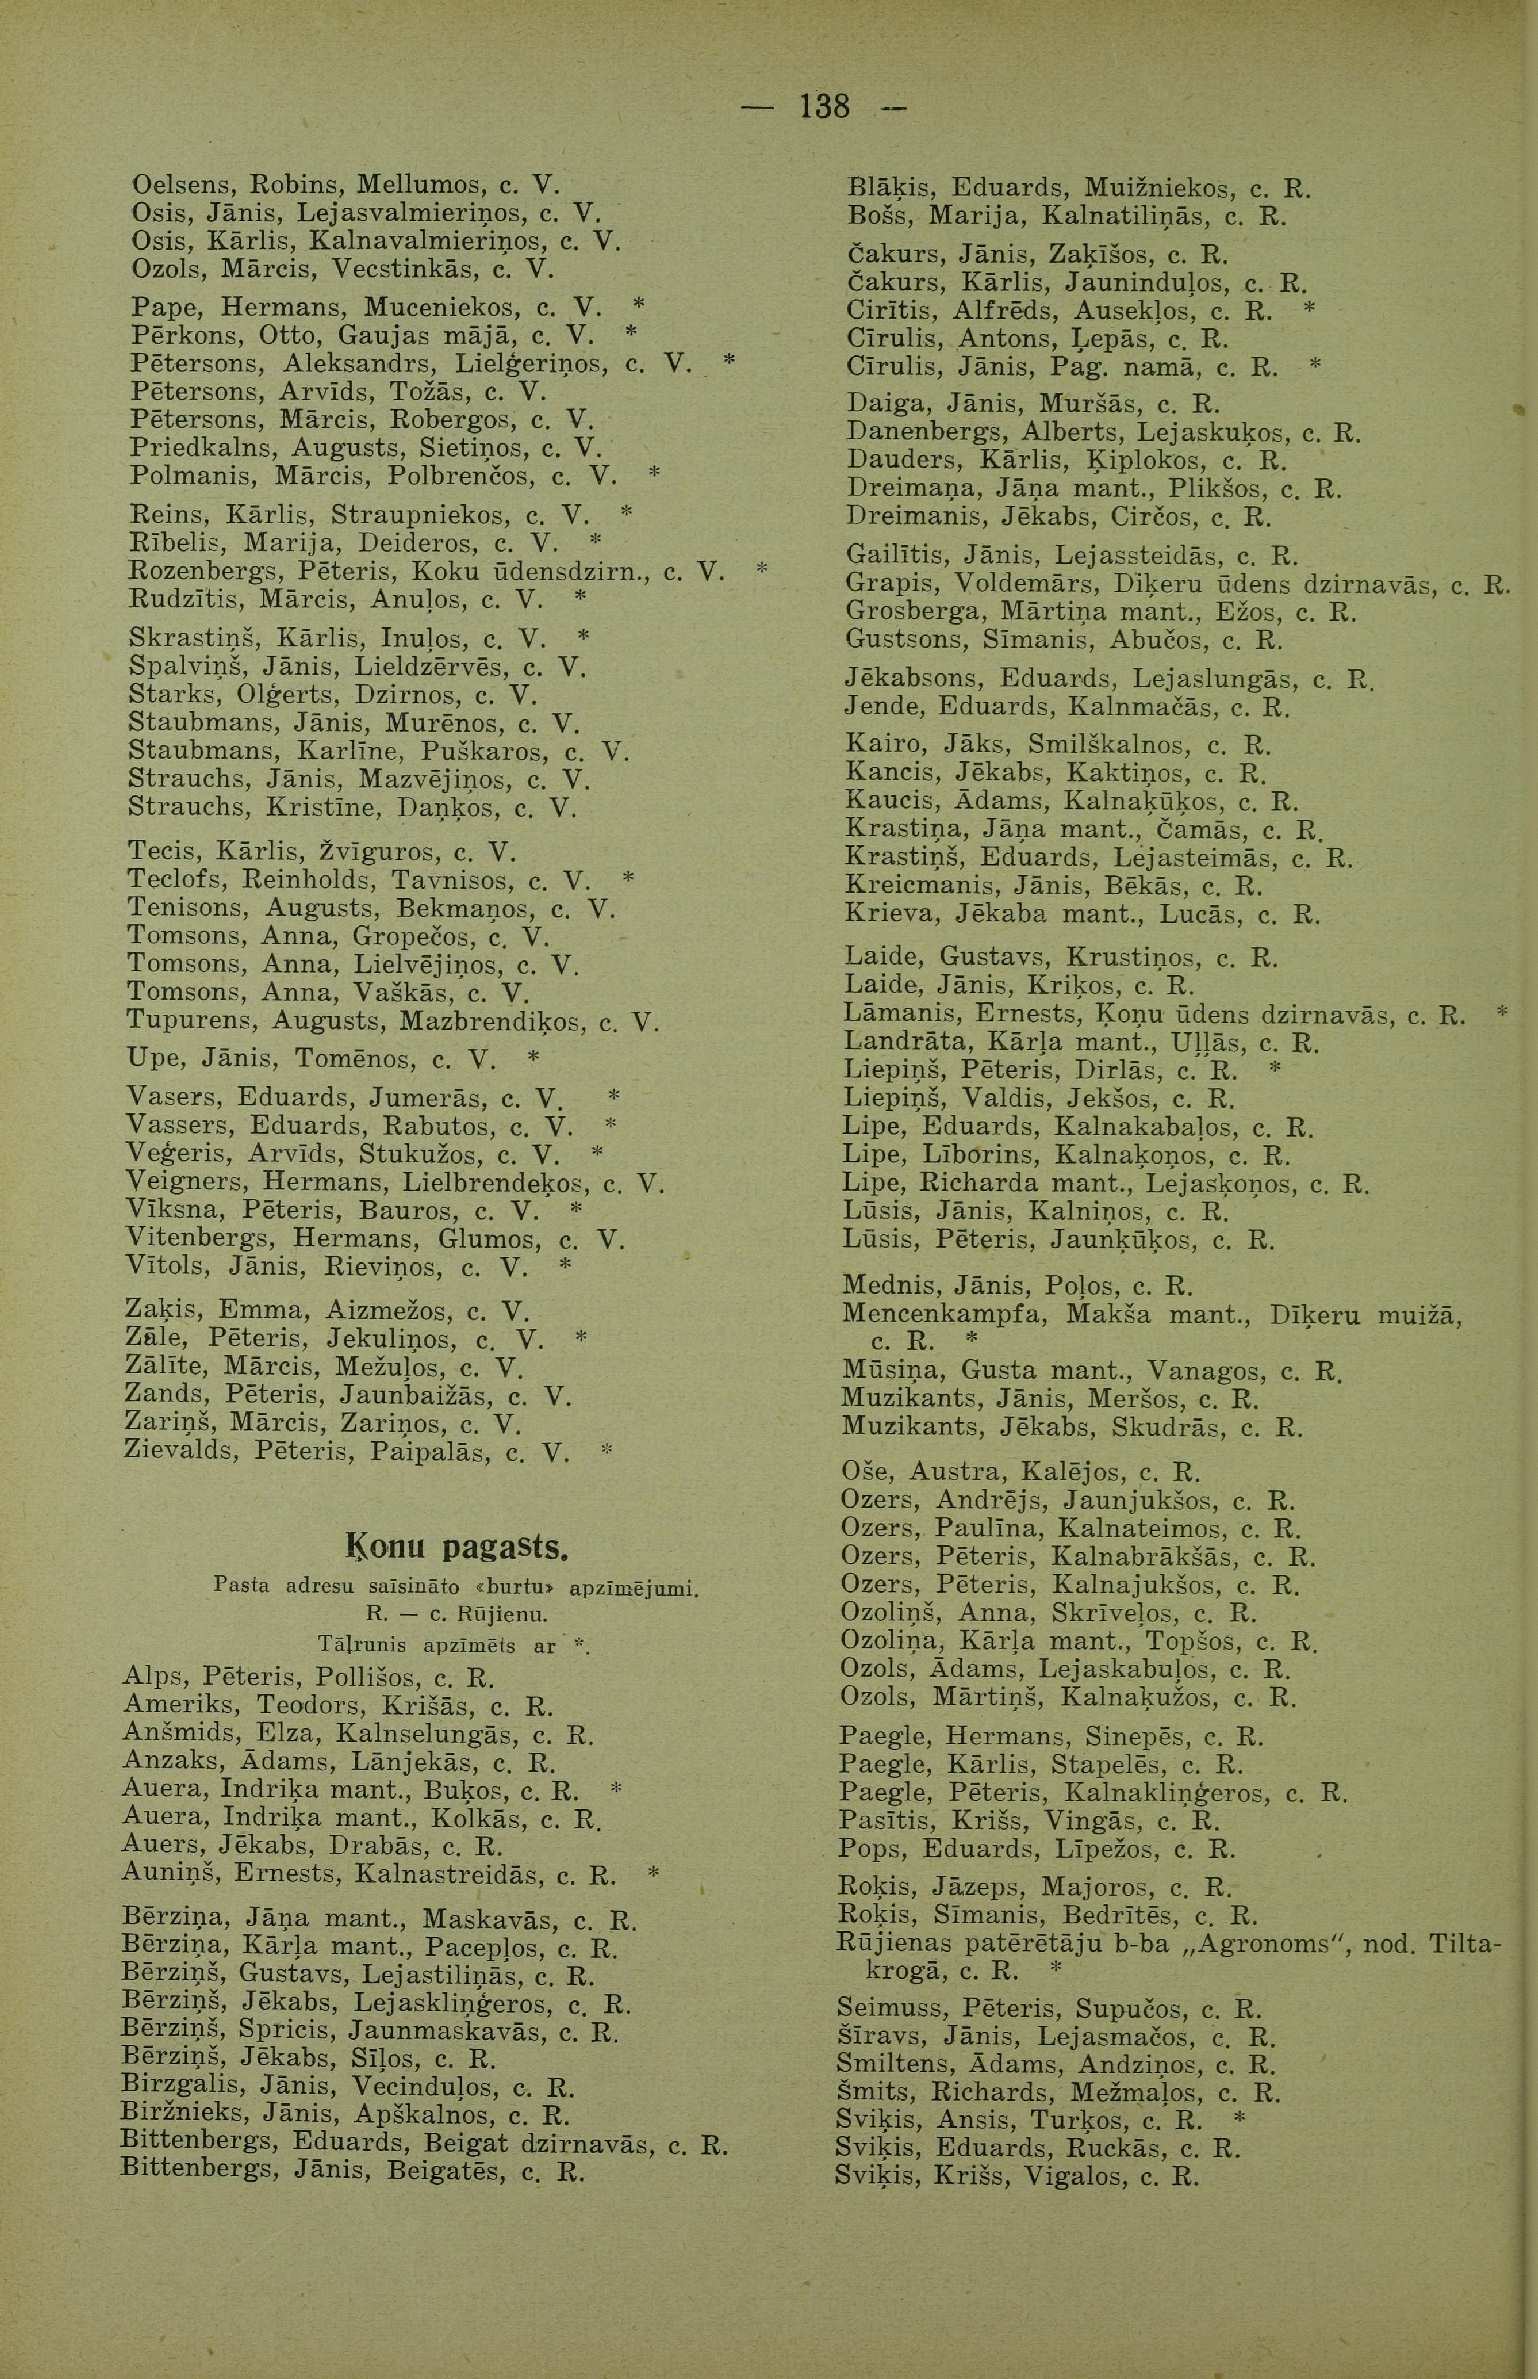 — 138 —
Oelsens, Robins, Mellumos, c. V.
Osis, Jānis, Lejasvalmieriņos, c. V.
Osis, Kārlis, Kalnavalmieriņos, c. V.
Ozols, Mārcis, Vecstinkās, c. V.
Pape, Hermans, Muceniekos, c. V. *
Pērkons, Otto, Gaujas mājā, c. V. *
Pētersons, Aleksandrs, Lielģeriņos, c. V. *
Pētersons, Arvīds, Tožās, c. V.
Pētersons, Mārcis, Robergos, c. V.
Priedkalns, Augusts, Sietiņos, c. V.
Polmanis, Mārcis, Polbrenčos, c. V. *
Reins, Kārlis, Straupniekos, c. V. *
Rībelis, Marija, Deideros, c. V. *
Rozenbergs, Pēteris, Koku ūdensdzirn., c. V. *
Rudzītis, Mārcis, Anuļos, c. V. *
Skrastiņš, Kārlis, Inuļos, c. V. *
Spalviņš, Jānis, Lieldzērvēs, c. V.
Starks, Olģerts, Dzirnos, c. V.
Staubmans, Jānis, Murēnos, c. V.
Staubmans, Karlīne, Puškaros, c. V.
Strauchs, Jānis, Mazvējiņos, c. V.
Strauchs, Kristīne, Daņķos, c. V.
Tecis, Kārlis, Žvīguros, c. V.
Teclofs, Reinholds, Tavnisos, c. V. *
Tenisons, Augusts, Bekmaņos, c. V.
Tomsons, Anna, Gropečos, c. V.
Tomsons, Anna, Lielvējiņos, c. V.
Tomsons, Anna, Vaškās, c. V.
Tupurens, Augusts, Mazbrendiķos, c. V.
Upe, Jānis, Tomēnos, c. V. *
Vasers, Eduards, Jumerās, c. V. *
Vassers, Eduards, Rabutos, c. V. *
Veģeris, Arvīds, Stukužos, c. V. *
Veigners, Hermans, Lielbrendeķos, c. V.
Vīksna, Pēteris, Bauros, c. V. *
Vitenbergs, Hermans, Glumos, c. V.
Vītols, Jānis, Rieviņos, c. V. *
Zaķis, Emma, Aizmežos, c. V.
Zāle, Pēteris, Jekuliņos, c. V. *
Zālīte, Mārcis, Mežuļos, c. V.
Zands, Pēteris, Jaunbaižās, c. V.
Zariņš, Mārcis, Zariņos, c. V.
Zievalds, Pēteris, Paipalās, c. V. *
Ķonu pagasts.
Pasta adresu saīsināto «burtu» apzīmējumi.
R. — c. Rūjienu.
Tāļrunis apzīmēts ar *.
Alps, Pēteris, Pollišos, c. R.
Ameriks, Teodors, Krišās, c. R.
Anšmids, Elza, Kalnselungās, c. R.
Anzaks, Ādams, Lānjekās, c. R.
Auera, Indriķa mant., Buķos, c. R. *
Auera, Indriķa mant., Kolkās, c. R.
Auers, Jēkabs, Drabās, c. R.
Auniņš, Ernests, Kalnastreidās, c. R. *
Bērziņa, Jāņa mant., Maskavās, c. R.
Bērziņa, Kārļa mant., Pacepļos, c. R.
Bērziņš, Gustavs, Lejastiliņās, c. R.
Bērziņš, Jēkabs, Lejaskliņģeros, c. R.
Bērziņš, Spricis, Jaunmaskavās, c. R.
Bērziņš, Jēkabs, Sīļos, c. R.
Birzgalis, Jānis, Vecinduļos, c. R.
Biržnieks, Jānis, Apškalnos, c. R.
Bittenbergs, Eduards, Beigat dzirnavās, c. R.
Bittenbergs, Jānis, Beigatēs, c. R.
Blāķis, Eduards, Muižniekos, c. R.
Bošs, Marija, Kalnatiliņās, c. R.
Čakurs, Jānis, Zaķīšos, c. R.
Čakurs, Kārlis, Jauninduļos, c. R.
Cirītis, Alfrēds, Ausekļos, c. R. *
Cīrulis, Antons, Ļepās, c. R.
Cīrulis, Jānis, Pag. namā, c. R. *
Daiga, Jānis, Muršās, c. R.
Danenbergs, Alberts, Lejaskuķos, c. R.
Dauders, Kārlis, Ķiplokos, c. R.
Dreimaņa, Jāņa mant., Plikšos, c. R.
Dreimanis, Jēkabs, Cirčos, c. R.
Gailītis, Jānis, Lejassteidās, c. R.
Grapis, Voldemārs, Dīķeru ūdens dzirnavās, c. R.
Grosberga, Mārtiņa mant., Ežos, c. R.
Gustsons, Sīmanis, Abučos, c. R.
Jēkabsons, Eduards, Lejaslungās, c. R.
Jende, Eduards, Kalnmačās, c. R.
Kairo, Jāks, Smilškalnos, c. R.
Kancis, Jēkabs, Kaktiņos, c. R.
Kaucis, Ādams, Kalnaķūķos, c. R.
Krastiņa, Jāņa mant., Čamās, c. R.
Krastiņš, Eduards, Lejasteimās, c. R.
Kreicmanis, Jānis, Bēkās, c. R.
Krieva, Jēkaba mant., Lucās, c. R.
Laide, Gustavs, Krustiņos, c. R.
Laide, Jānis, Kriķos, c. R.
Lāmanis, Ernests, Ķoņu ūdens dzirnavās, c. R. *
Landrāta, Kārļa mant., Uļļās, c. R.
Liepiņš, Pēteris, Dirlās, c. R. *
Liepiņš, Valdis, Jekšos, c. R.
Lipe, Eduards, Kalnakabaļos, c. R.
Lipe, Līborins, Kalnaķoņos, c. R.
Lipe, Richarda mant., Lejasķoņos, c. R.
Lūsis, Jānis, Kalniņos, c. R.
Lūsis, Pēteris, Jaunķūķos, c. R.
Mednis, Jānis, Poļos, c. R.
Mencenkampfa, Makša mant., Dīķeru muižā,
c. R. *
Mūsiņa, Gusta mant., Vanagos, c. R.
Muzikants, Jānis, Meršos, c. R.
Muzikants, Jēkabs, Skudrās, c. R.
Oše, Austra, Kalējos, c. R.
Ozers, Andrējs, Jaunjukšos, c. R.
Ozers, Paulīna, Kalnateimos, c. R.
Ozers, Pēteris, Kalnabrākšās, c. R.
Ozers, Pēteris, Kalnajukšos, c. R.
Ozoliņš, Anna, Skrīveļos, c. R.
Ozoliņa, Kārļa mant., Topšos, c. R.
Ozols, Ādams, Lejaskabuļos, c. R.
Ozols, Mārtiņš, Kalnaķužos, c. R.
Paegle, Hermans, Sinepēs, c. R.
Paegle, Kārlis, Stapelēs, c. R.
Paegle, Pēteris, Kalnakliņģeros, c. R.
Pasītis, Krišs, Vingās, c. R.
Pops, Eduards, Līpežos, c. R.
Roķis, Jāzeps, Majoros, c. R.
Roķis, Sīmanis, Bedrītēs, c. R.
Rūjienas patērētāju b-ba „Agronoms", nod. Tilta-
krogā, c. R. *
Seimuss, Pēteris, Supučos, c. R.
Šīravs, Jānis, Lejasmačos, c. R.
Smiltens, Ādams, Andziņos, c. R.
Šmits, Richards, Mežmaļos, c. R.
Sviķis, Ansis, Turķos, c. R. *
Sviķis, Eduards, Ruckās, c. R.
Sviķis, Krišs, Vigalos, c. R.